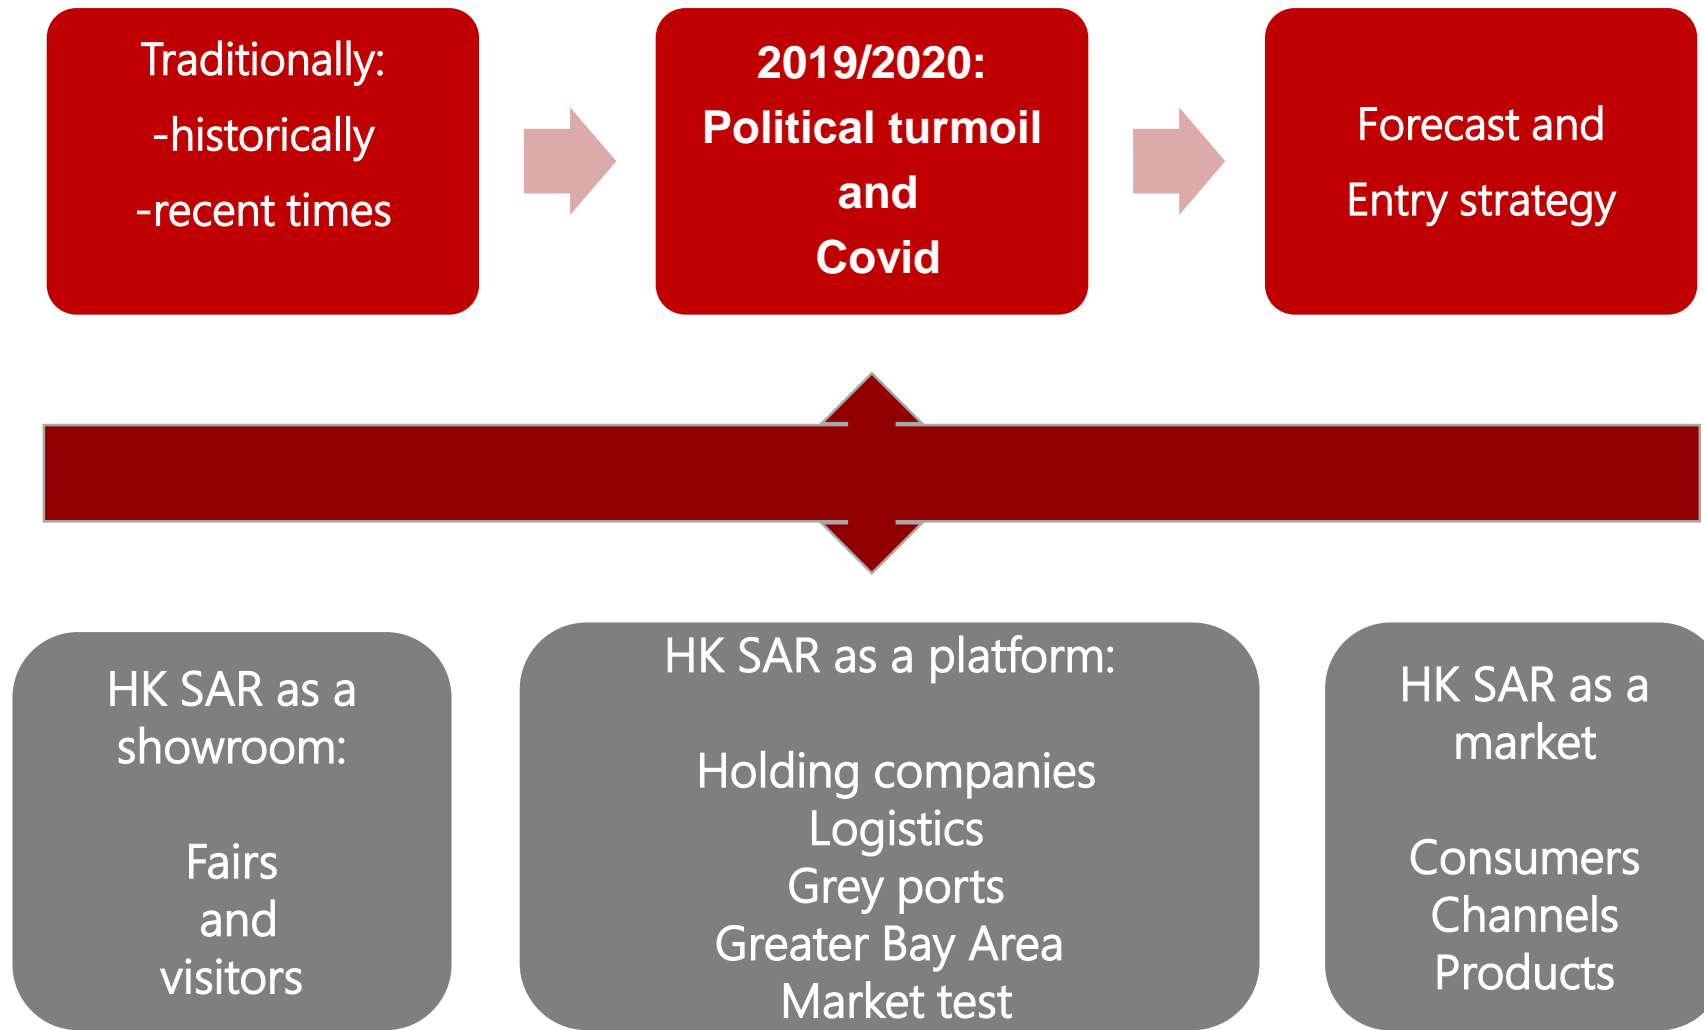 Traditionally:
-historically
-recent times
2019/2020:
Political turmoil
and
Covid
Forecast and
Entry strategy
HK SAR as a
showroom:
Fairs
and
visitors
HK SAR as a platform:
Holding companies
Logistics
Grey ports
Greater Bay Area
Market test
HK SAR as a
market
Consumers
Channels
Products